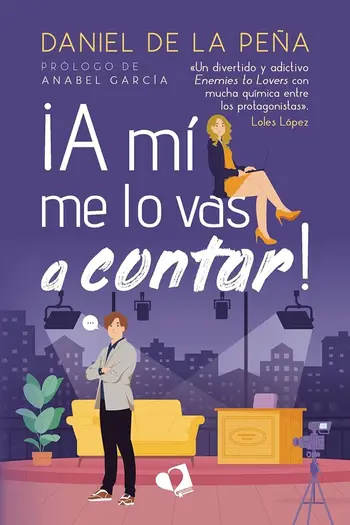 DANIEL DE LA PEÑA
PRÓLOGO DE
ANABEL GARCÍA
«Un divertido y adictivo
Enemies to Lovers con
mucha química entre
los protagonistas».
Loles López
¡A mí
me lo vas
a contar!